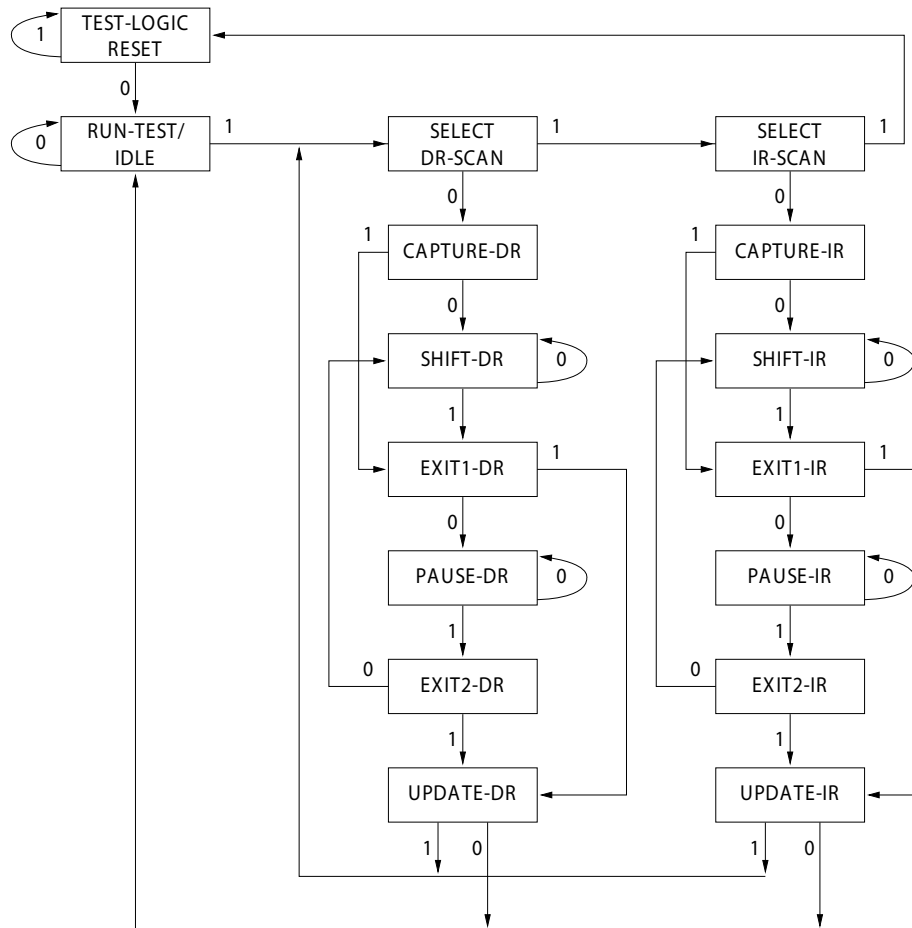 TEST-LOGIC
RESET
1
0
RUN-TEST/
IDLE
0
1
SELECT
DR-SCAN
1
SELECT
IR-SCAN
1
0
0
1
CAPTURE-DR
1
CAPTURE-IR
0
0
SHIFT-DR
0
SHIFT-IR
0
1
1
EXIT1-DR
1
EXIT1-IR
1
0
0
PAUSE-DR
0
PAUSE-IR
0
1
1
0
EXIT2-DR
0
EXIT2-IR
1
1
UPDATE-DR
UPDATE-IR
1
0
1
0